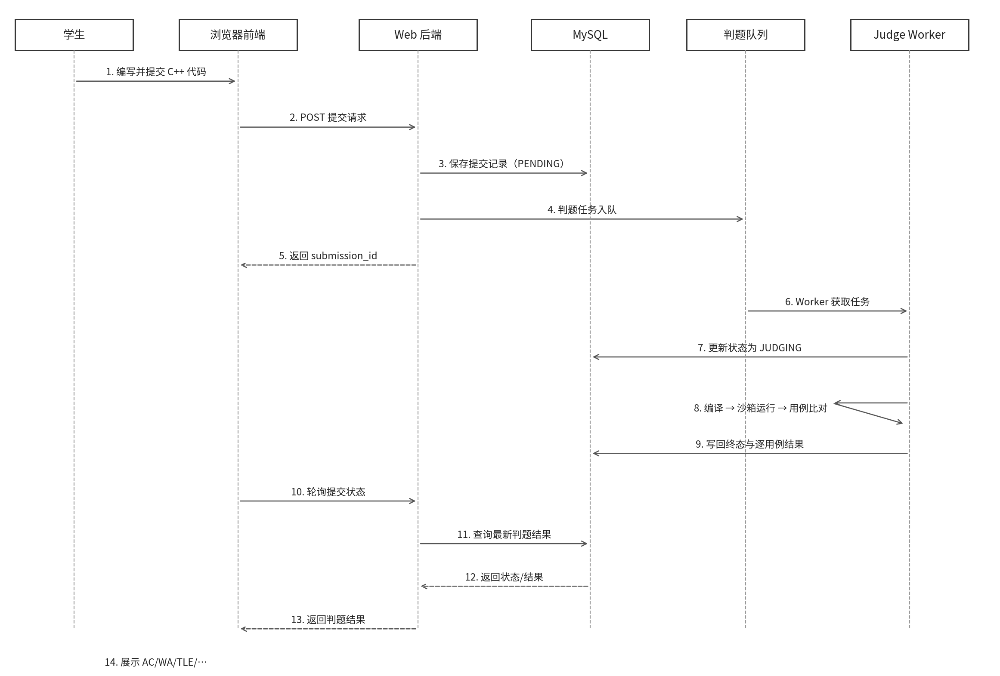 学生
浏览器前端
Web 后端
MySQL
判题队列
Judge Worker
1. 编写并提交 C++ 代码
2. POST 提交请求
3. 保存提交记录（PENDING）
4. 判题任务入队
5. 返回 submission_id
6. Worker 获取任务
7. 更新状态为 JUDGING
8. 编译 → 沙箱运行 → 用例比对
9. 写回终态与逐用例结果
10. 轮询提交状态
11. 查询最新判题结果
12. 返回状态/结果
13. 返回判题结果
14. 展示 AC/WA/TLE/…